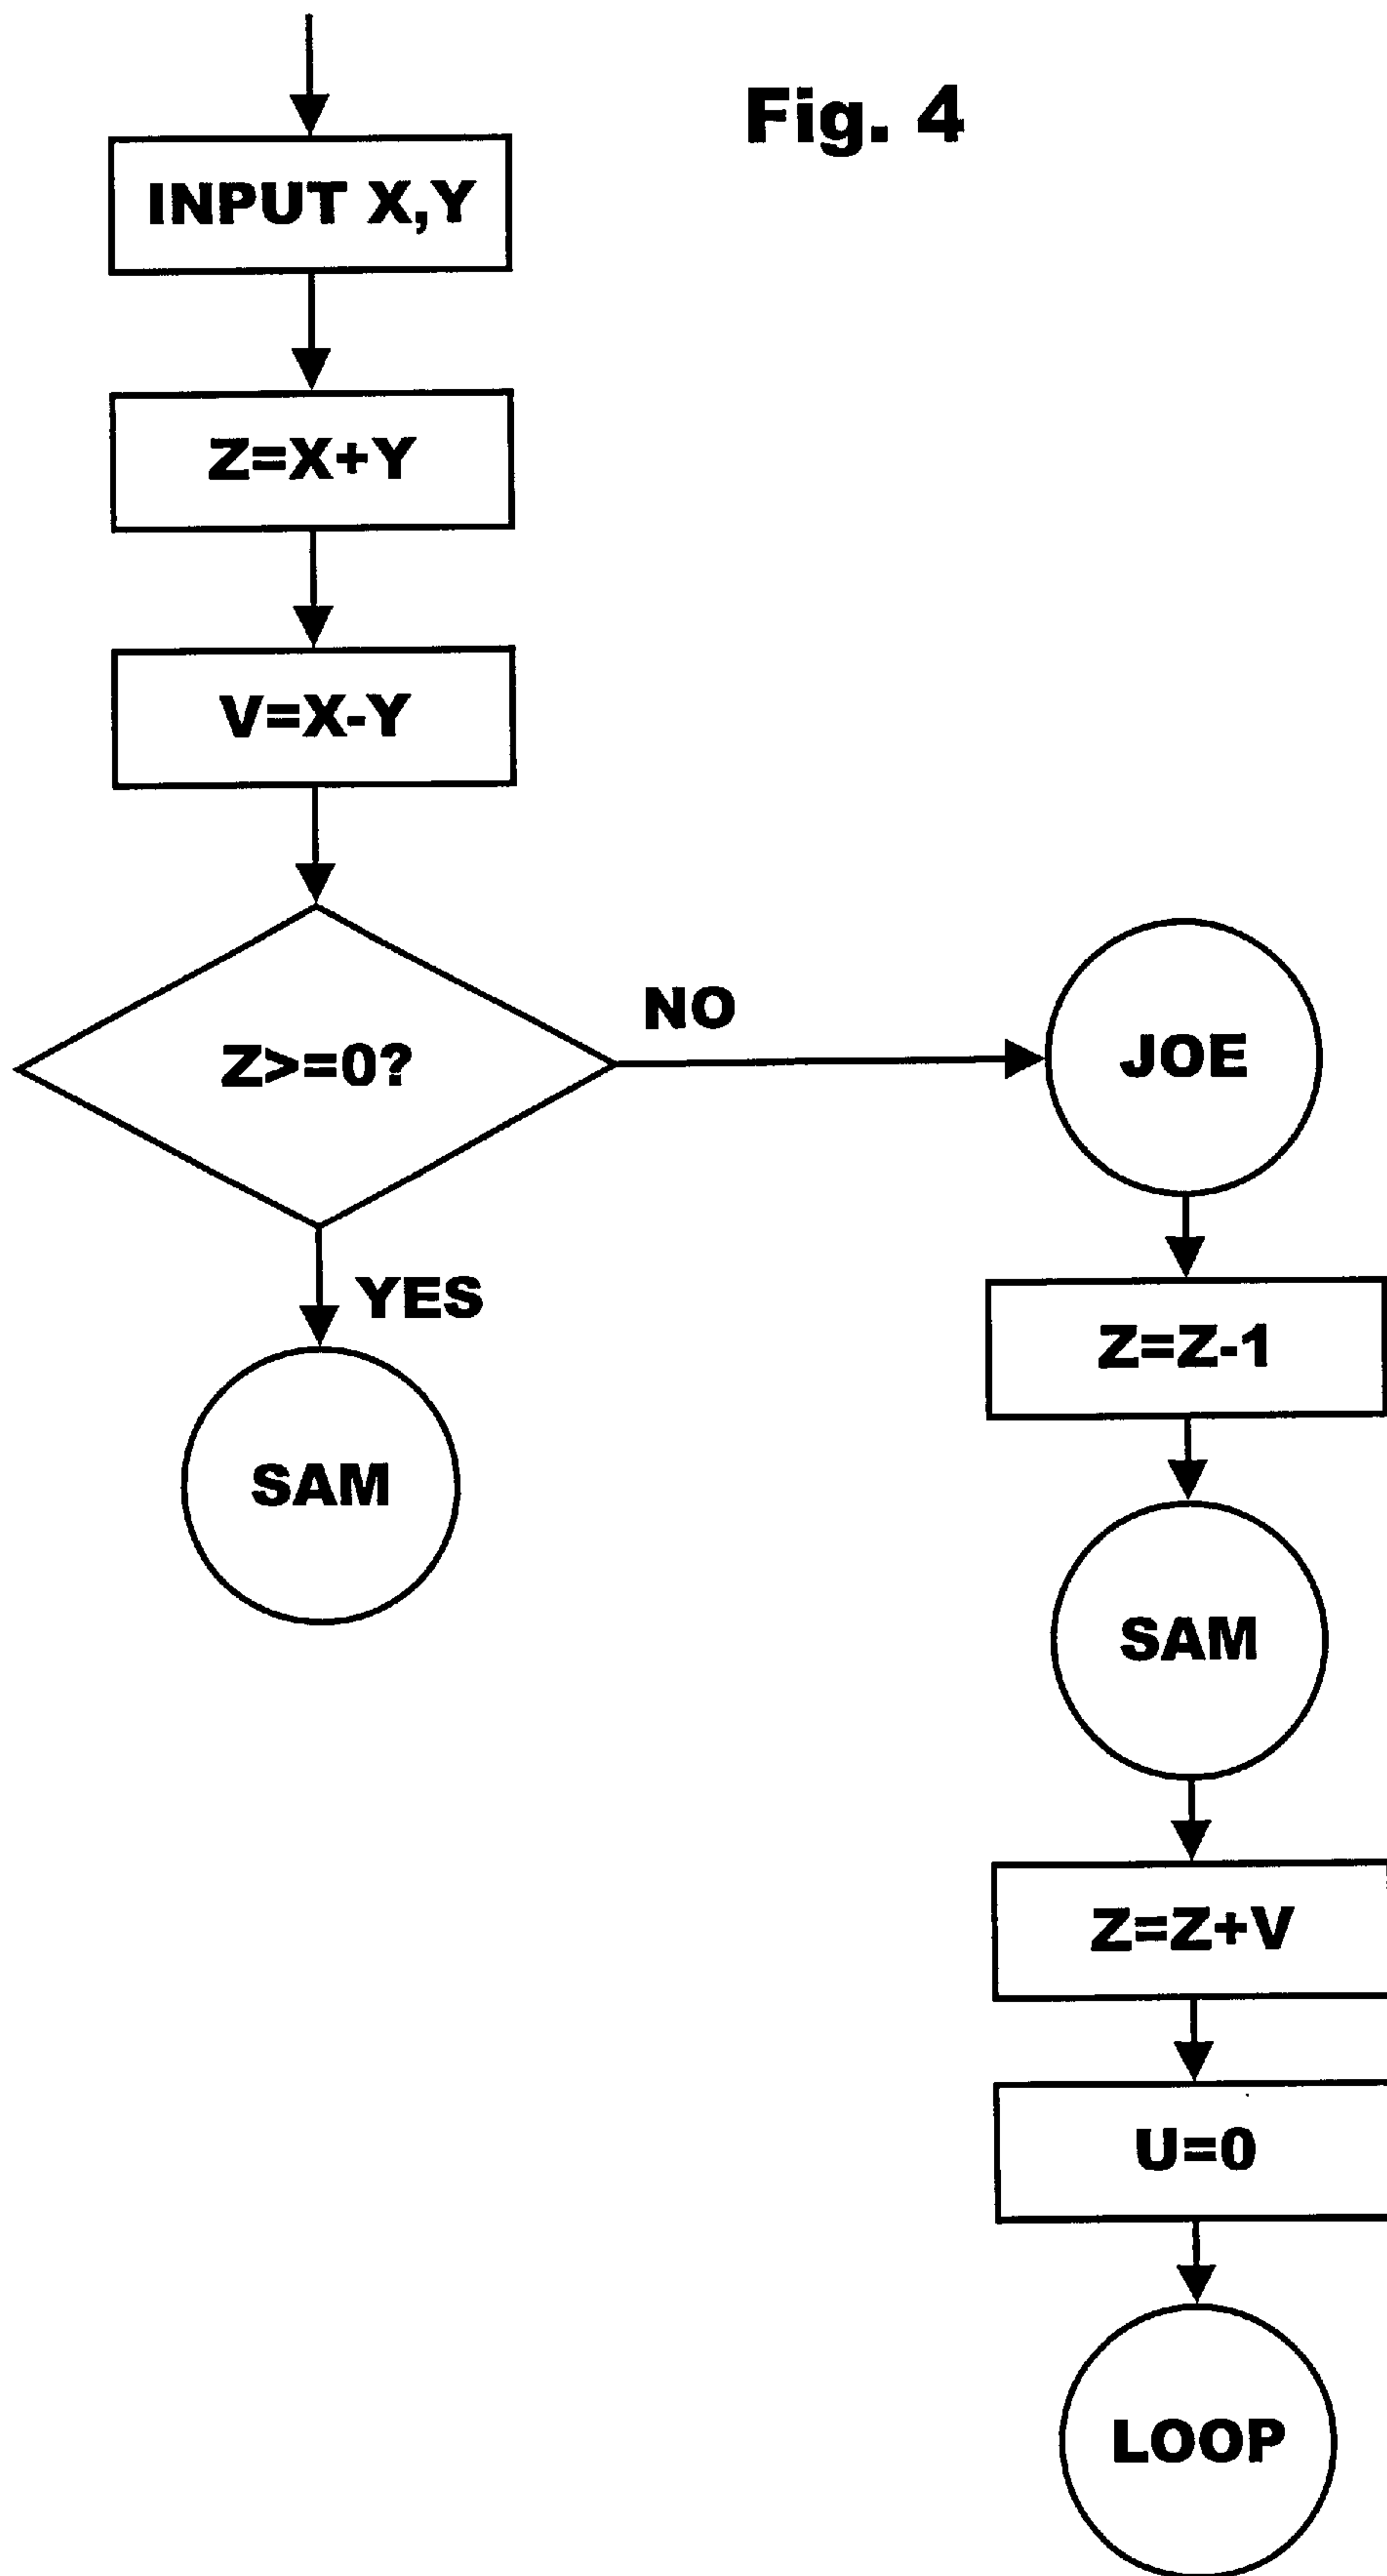 Fig. 4
INPUT X,Y
Z=X+Y
V=X-Y
Z>=0?
NO
JOE
YES
SAM
Z=Z-1
SAM
Z=Z+V
U=0
LOOP